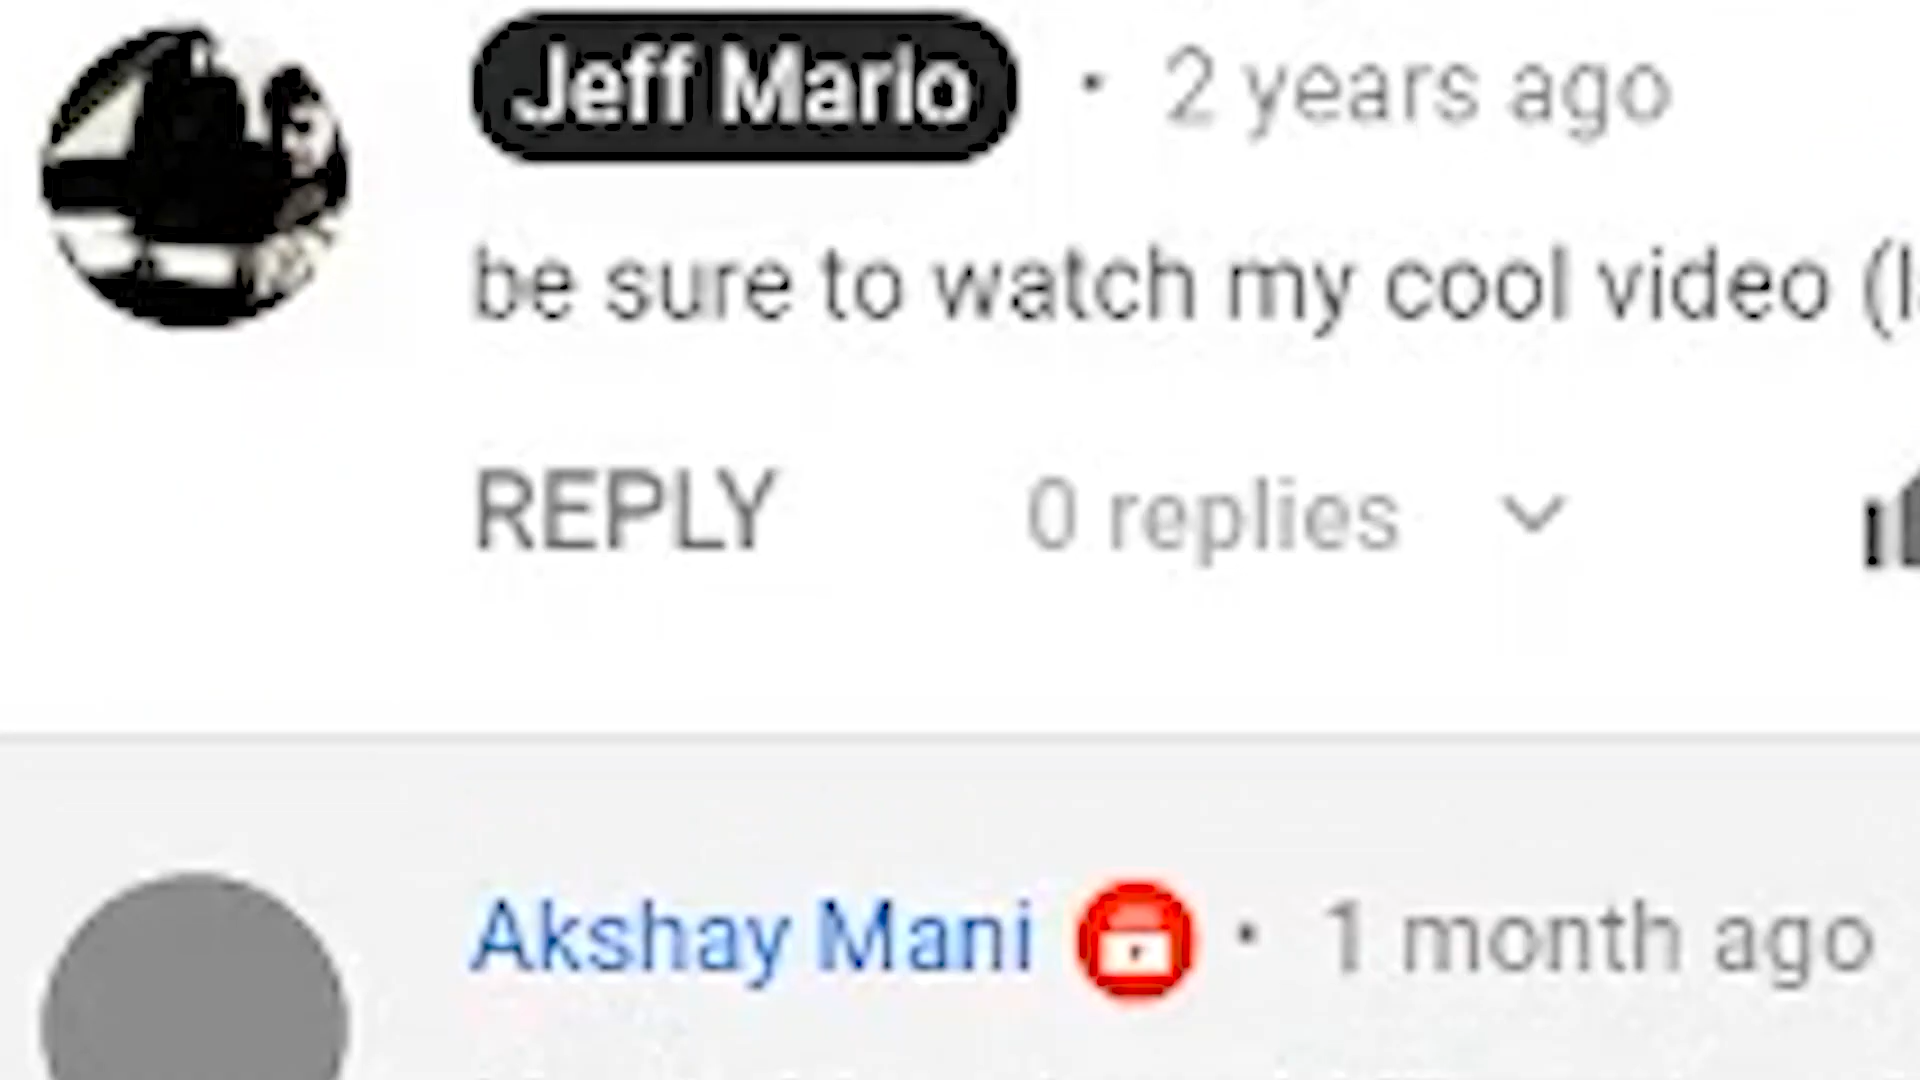 Jeff Mario • 2 years ago
be sure to watch my cool video (l
REPLY 0 replies
Akshay Mani • 1 month ago